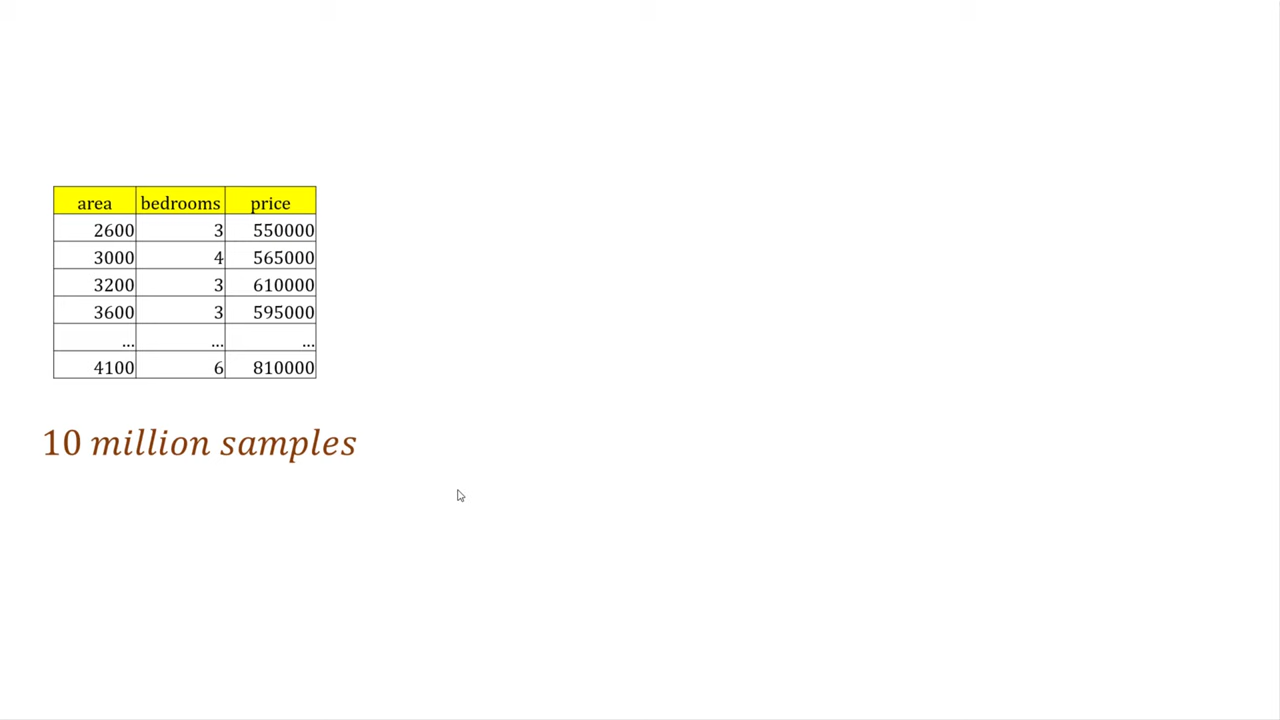 area bedrooms price
2600 3 550000
3000 4 565000
3200 3 610000
3600 3 595000
... ... ...
4100 6 810000
10 million samples